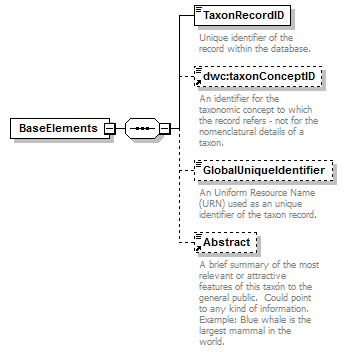 TaxonRecordID
Unique identifier of the
record within the database.
dwc:taxonConceptID
An identifier for the
taxonomic concept to which
the record refers - not for the
nomenclatural details of a
taxon.
BaseElements
GlobalUniqueIdentifier
An Uniform Resource Name
(URN) used as an unique
identifier of the taxon record.
Abstract
A brief summary of the most
relevant or attractive
features of this taxón to the
general public.  Could point
to any kind of information.
Example: Blue whale is the
largest mammal in the
world.